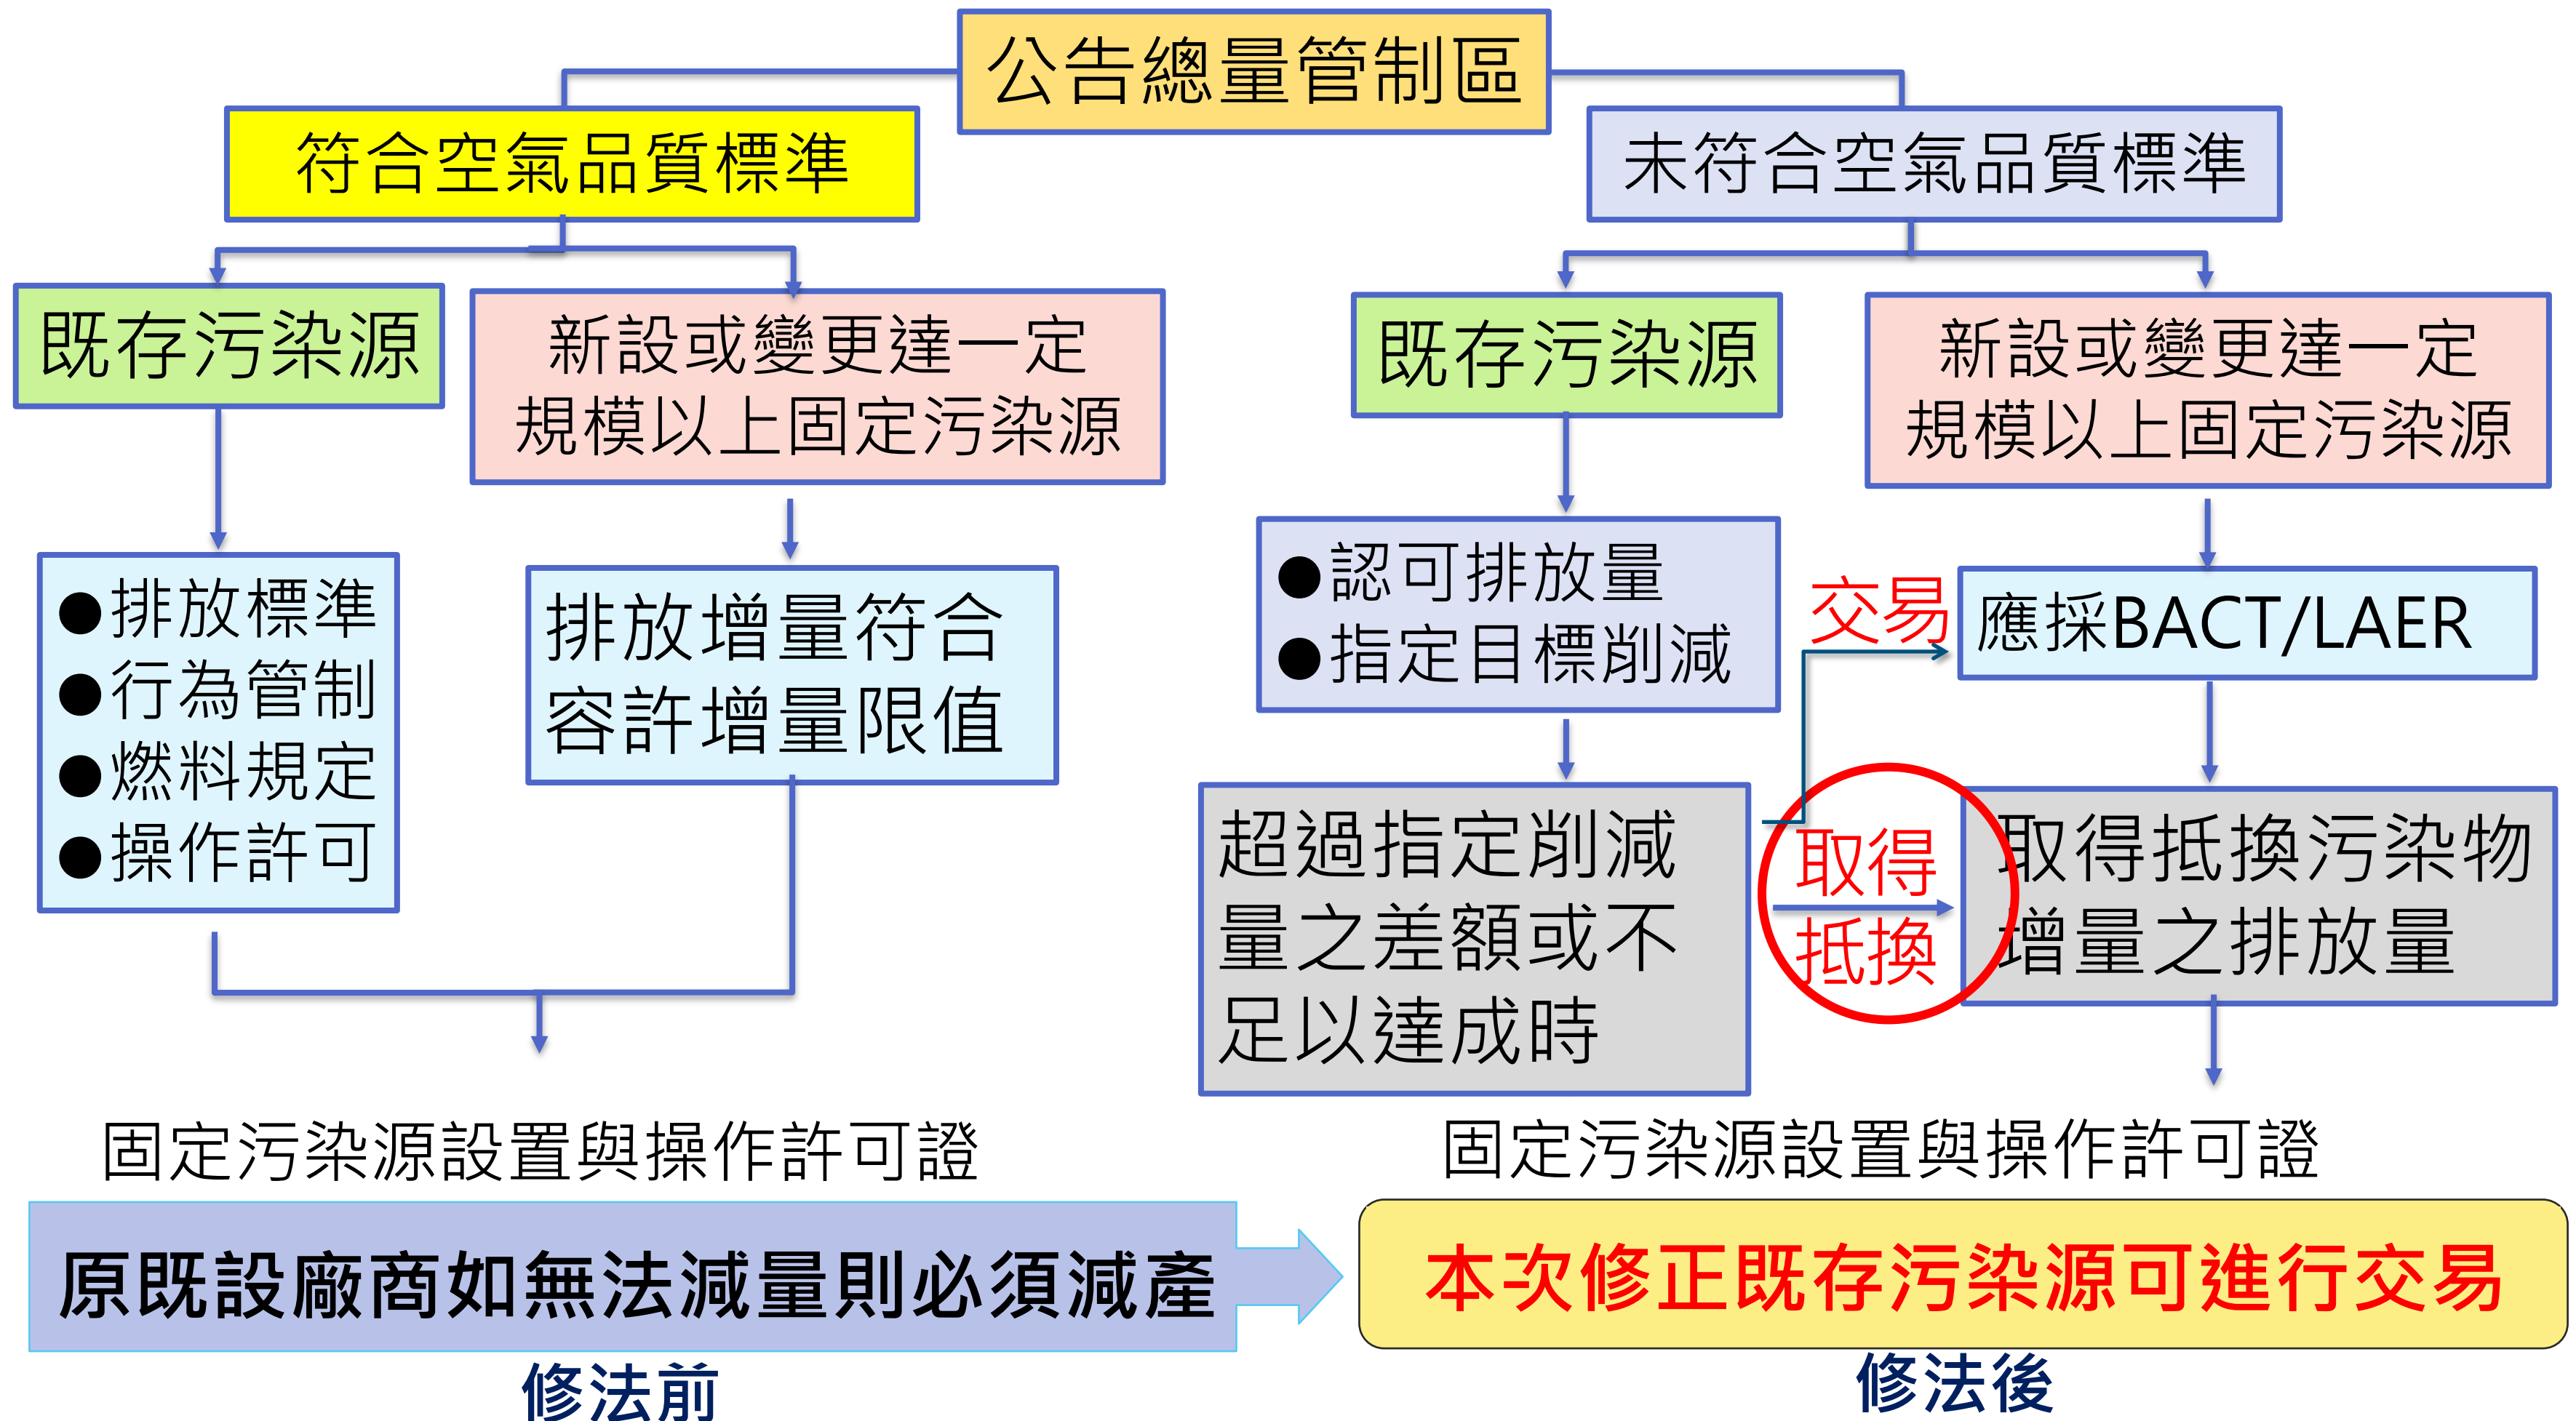 公告總量管制區
符合空氣品質標準
未符合空氣品質標準
既存污染源
新設或變更達一定
規模以上固定污染源
既存污染源
新設或變更達一定
規模以上固定污染源
●排放標準
●行為管制
●燃料規定
●操作許可
排放增量符合
容許增量限值
●認可排放量
●指定目標削減
交易
應採BACT/LAER
超過指定削減
量之差額或不
足以達成時
取得
抵換
取得抵換污染物
增量之排放量
固定污染源設置與操作許可證
固定污染源設置與操作許可證
原既設廠商如無法減量則必須減產
本次修正既存污染源可進行交易
修法前
修法後